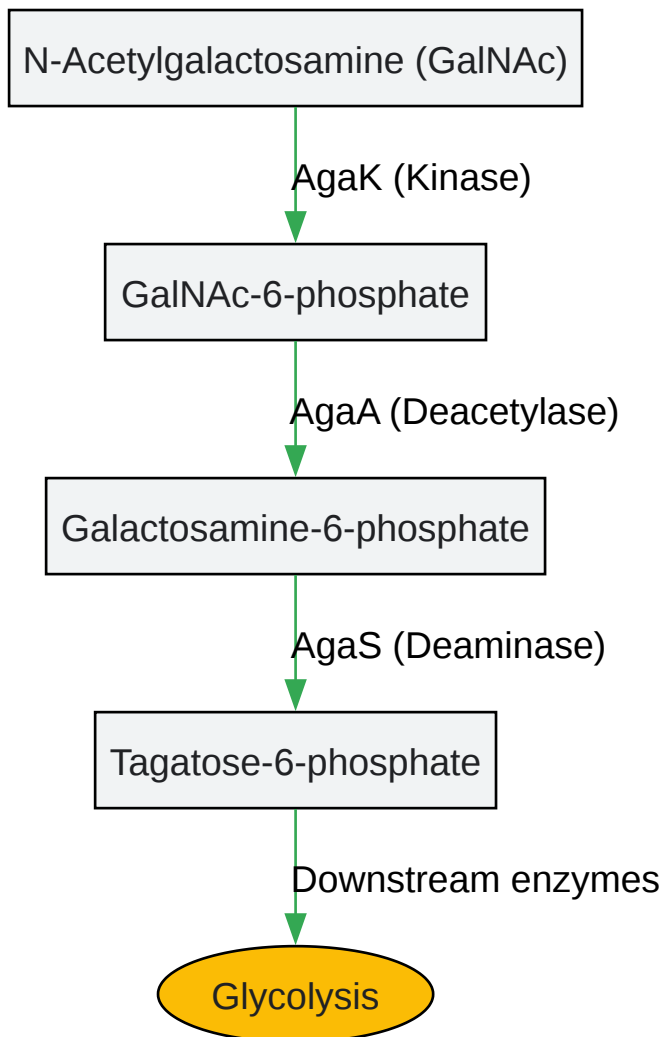 N-Acetylgalactosamine (GalNAc)
AgaK (Kinase)
GalNAc-6-phosphate
AgaA (Deacetylase)
Galactosamine-6-phosphate
AgaS (Deaminase)
Tagatose-6-phosphate
Downstream enzymes
Glycolysis